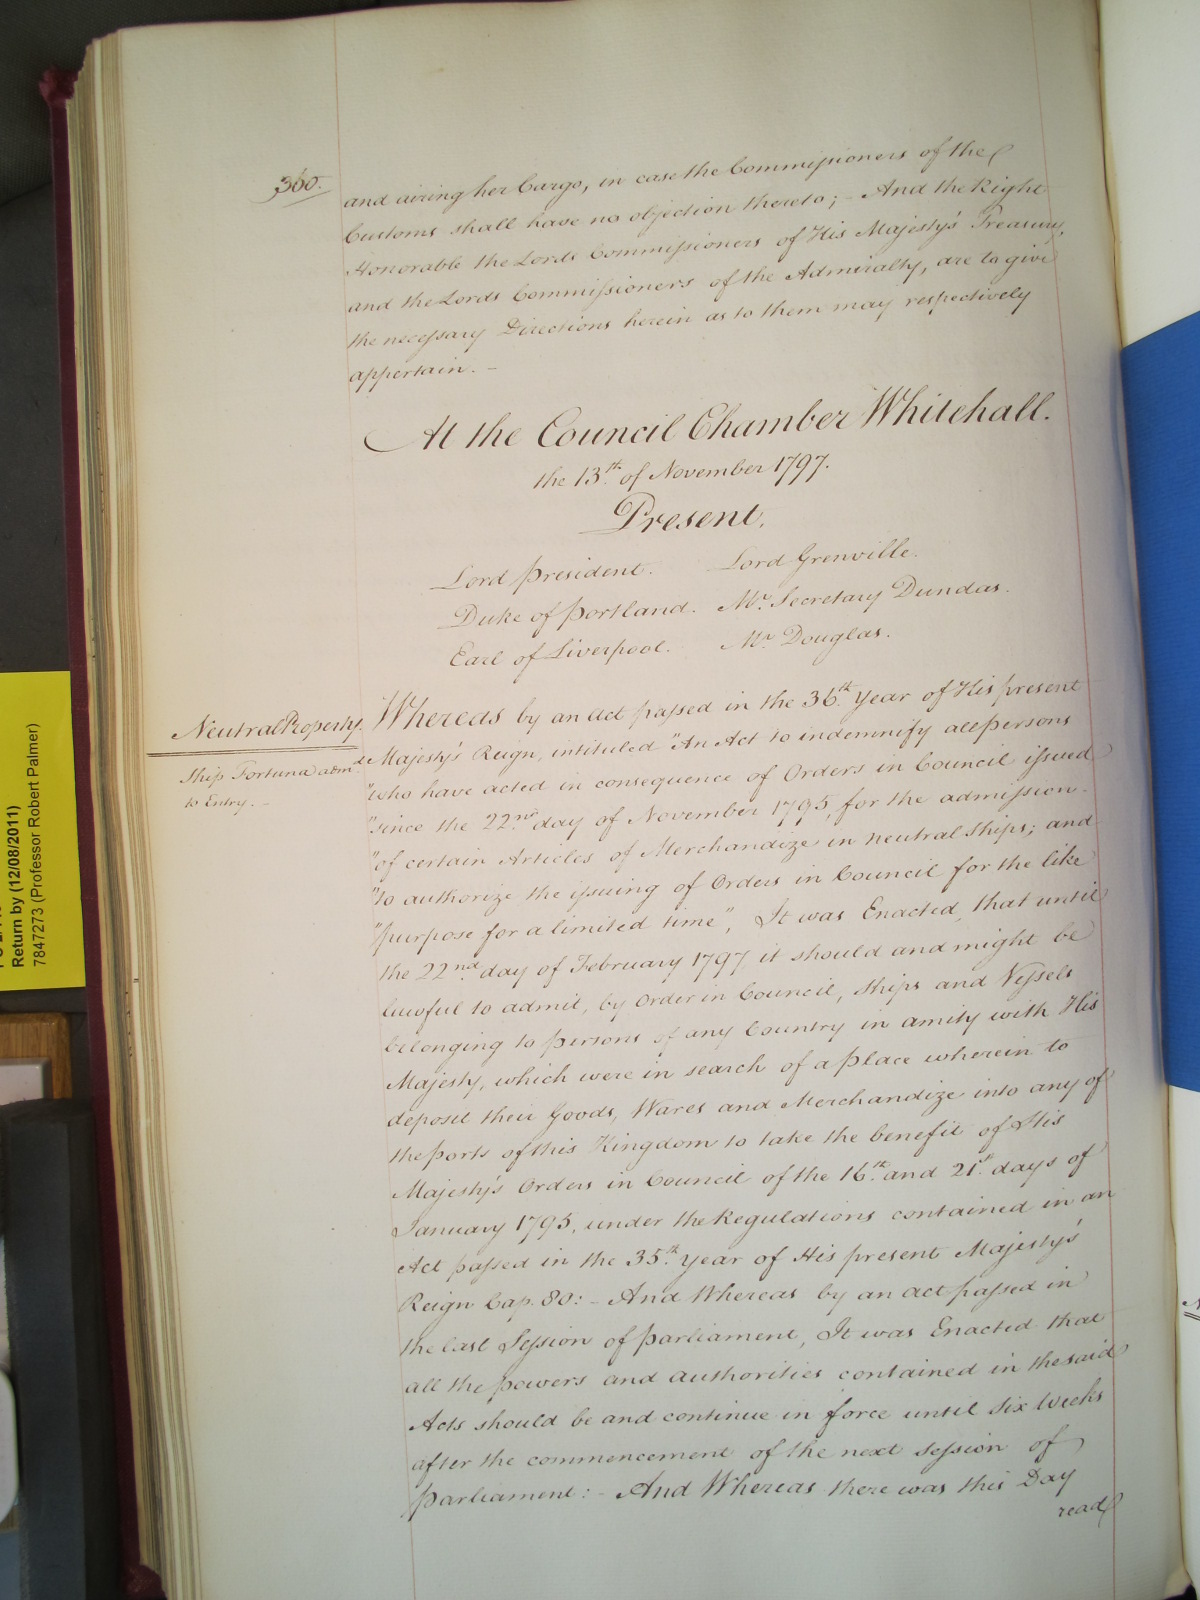 360.
and airing her Cargo, in case the Commissioners of the
Customs shall have no objection thereto; - And the Right
Honorable the Lords Commissioners of His Majesty's Treasury,
and the Lords Commissioners of the Admiralty, are to give
the necessary Directions herein as to them may respectively
appertain. -
At the Council Chamber Whitehall.
the 13th. of November 1797.
Present,
Lord President. Lord Grenville.
Duke of Portland. Mr. Secretary Dundas.
Earl of Liverpool. Mr. Douglas.
Neutral Property.
Ship Fortuna adm.d
to Entry. -
Whereas by an Act passed in the 36th. Year of His present
Majesty's Reign, intituled "An Act to indemnify all persons
"who have acted in consequence of Orders in Council issued
"since the 22nd day of November 1795, for the admission
"of certain Articles of Merchandize in neutral Ships; and
"to authorize the issuing of Orders in Council for the like
"purpose for a limited time", It was Enacted, that until
the 22nd day of February 1797 it should and might be
lawful to admit, by Order in Council, Ships and Vessels
belonging to persons of any Country in amity with His
Majesty, which were in search of a place wherein to
deposit their Goods, Wares and Merchandize into any of
the ports of this Kingdom to take the benefit of His
Majesty's Orders in Council of the 16th. and 21st. days of
January 1795, under the Regulations contained in an
Act passed in the 35th. Year of His present Majesty's
Reign Cap. 80: - And Whereas by an Act passed in
the last Session of Parliament, It was Enacted that
all the powers and authorities contained in the said
Acts should be and continue in force until Six Weeks
after the commencement of the next Session of
Parliament: - And Whereas there was this Day
read
Return by (12/08/2011)
7847273 (Professor Robert Palmer)